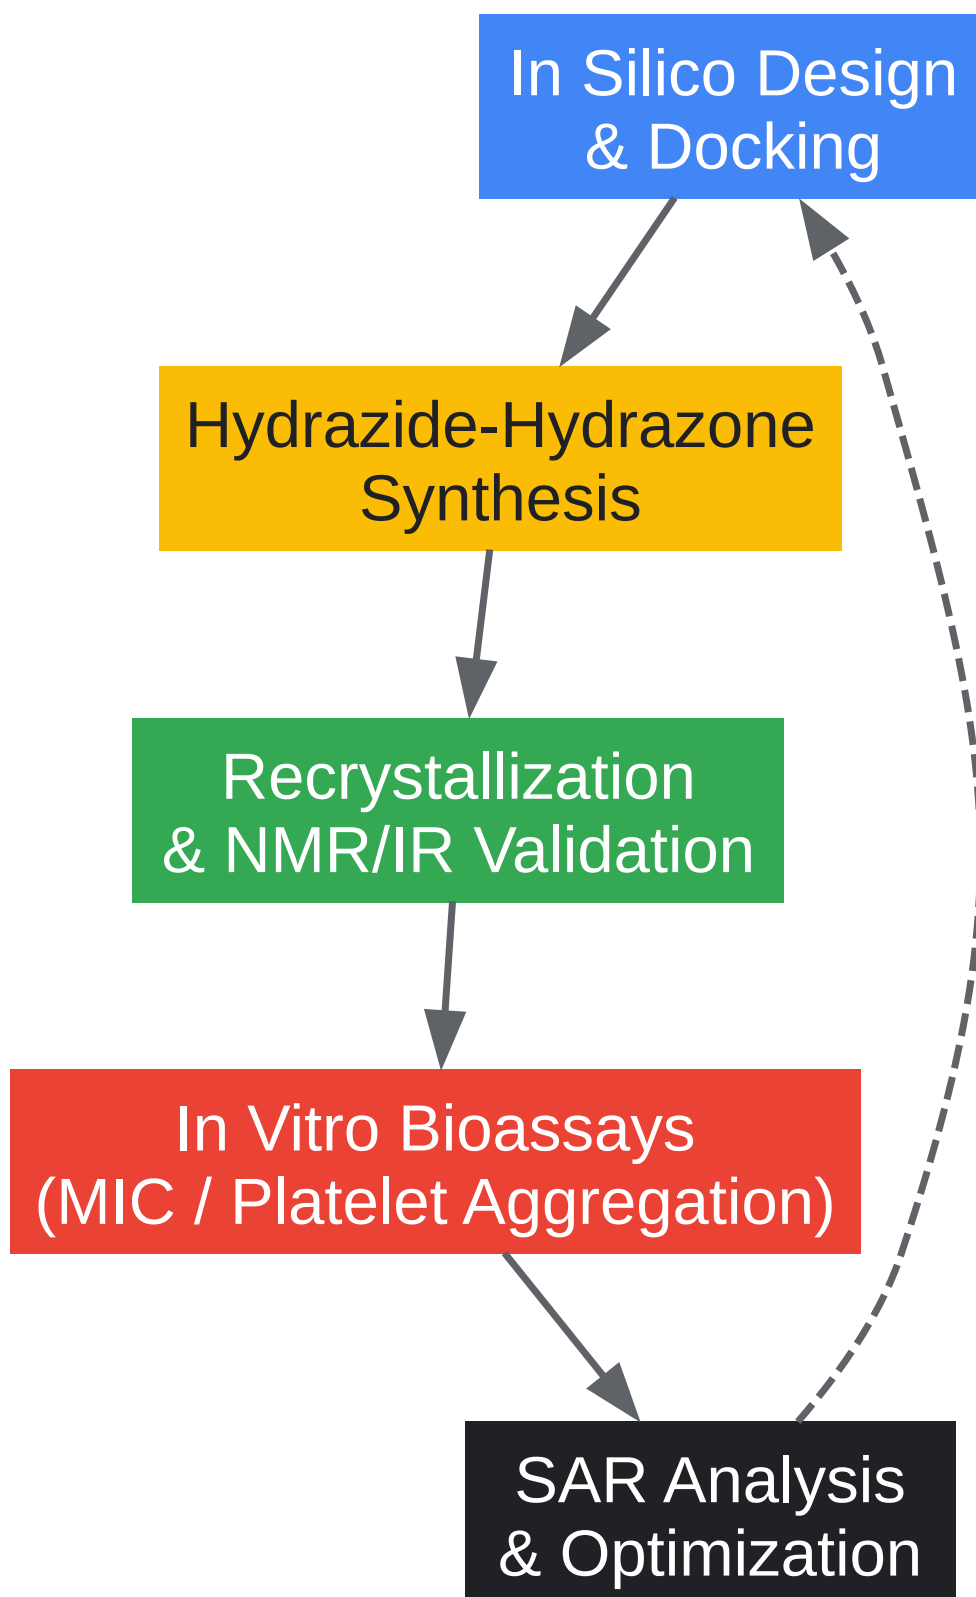 In Silico Design
& Docking
Hydrazide-Hydrazone
Synthesis
Recrystallization
& NMR/IR Validation
In Vitro Bioassays
(MIC / Platelet Aggregation)
SAR Analysis
& Optimization